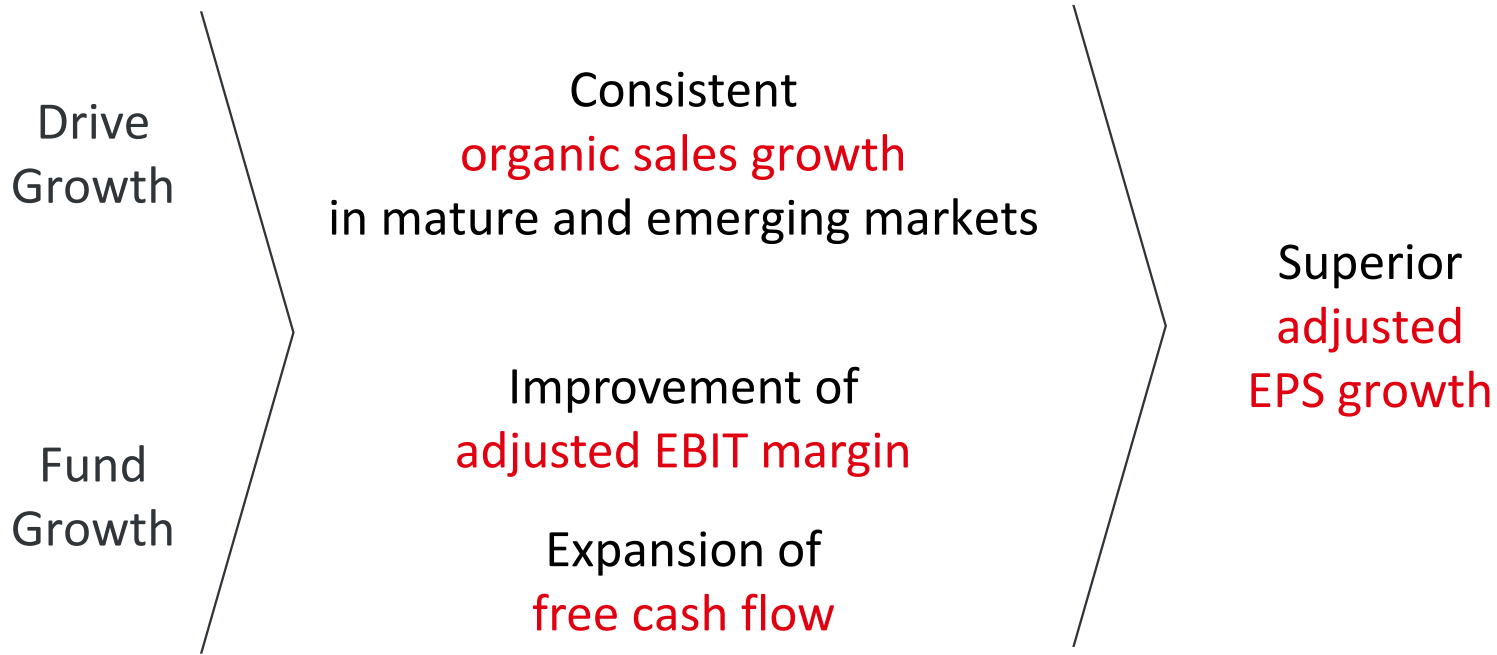 Drive
Growth
Consistent
organic sales growth
in mature and emerging markets
Fund
Growth
Improvement of
adjusted EBIT margin
Expansion of
free cash flow
Superior
adjusted
EPS growth